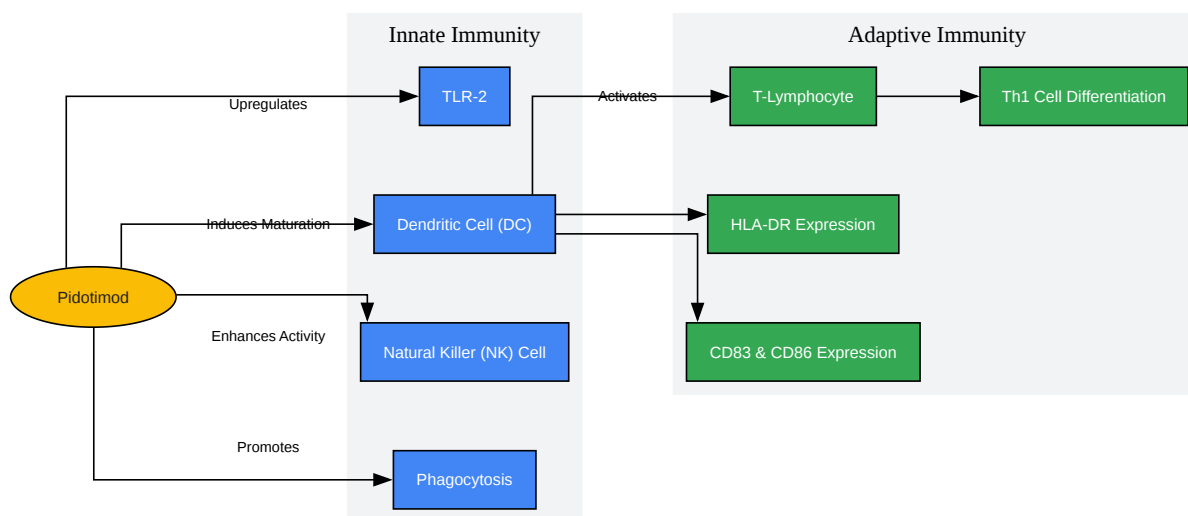 Innate Immunity
Adaptive Immunity
Upregulates
TLR-2
Activates
T-Lymphocyte
Th1 Cell Differentiation
Induces Maturation
Dendritic Cell (DC)
HLA-DR Expression
Pidotimod
Enhances Activity
Natural Killer (NK) Cell
CD83 & CD86 Expression
Promotes
Phagocytosis